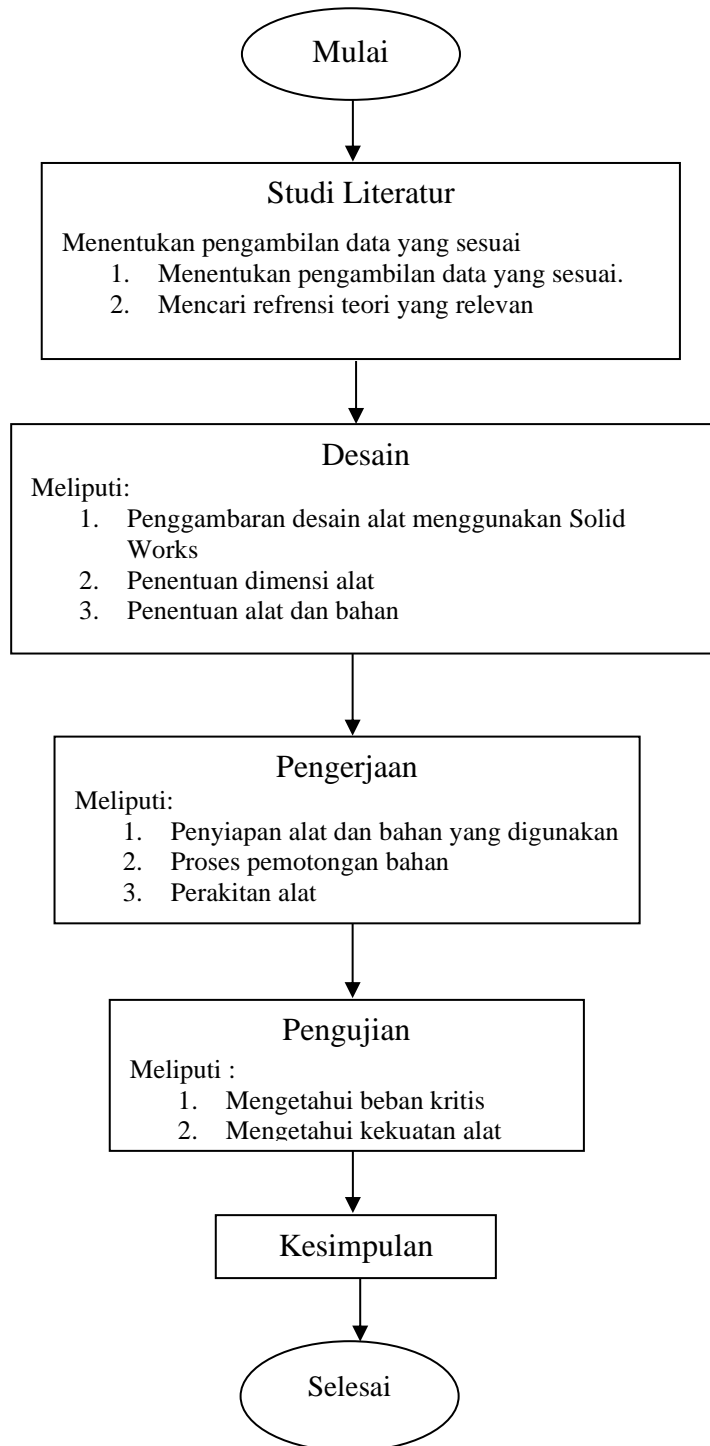 Mulai
Studi Literatur
Menentukan pengambilan data yang sesuai
1. Menentukan pengambilan data yang sesuai.
2. Mencari refrensi teori yang relevan
Desain
Meliputi:
1. Penggambaran desain alat menggunakan Solid
Works
2. Penentuan dimensi alat
3. Penentuan alat dan bahan
Pengerjaan
Meliputi:
1. Penyiapan alat dan bahan yang digunakan
2. Proses pemotongan bahan
3. Perakitan alat
Pengujian
Meliputi :
1. Mengetahui beban kritis
2. Mengetahui kekuatan alat
Kesimpulan
Selesai